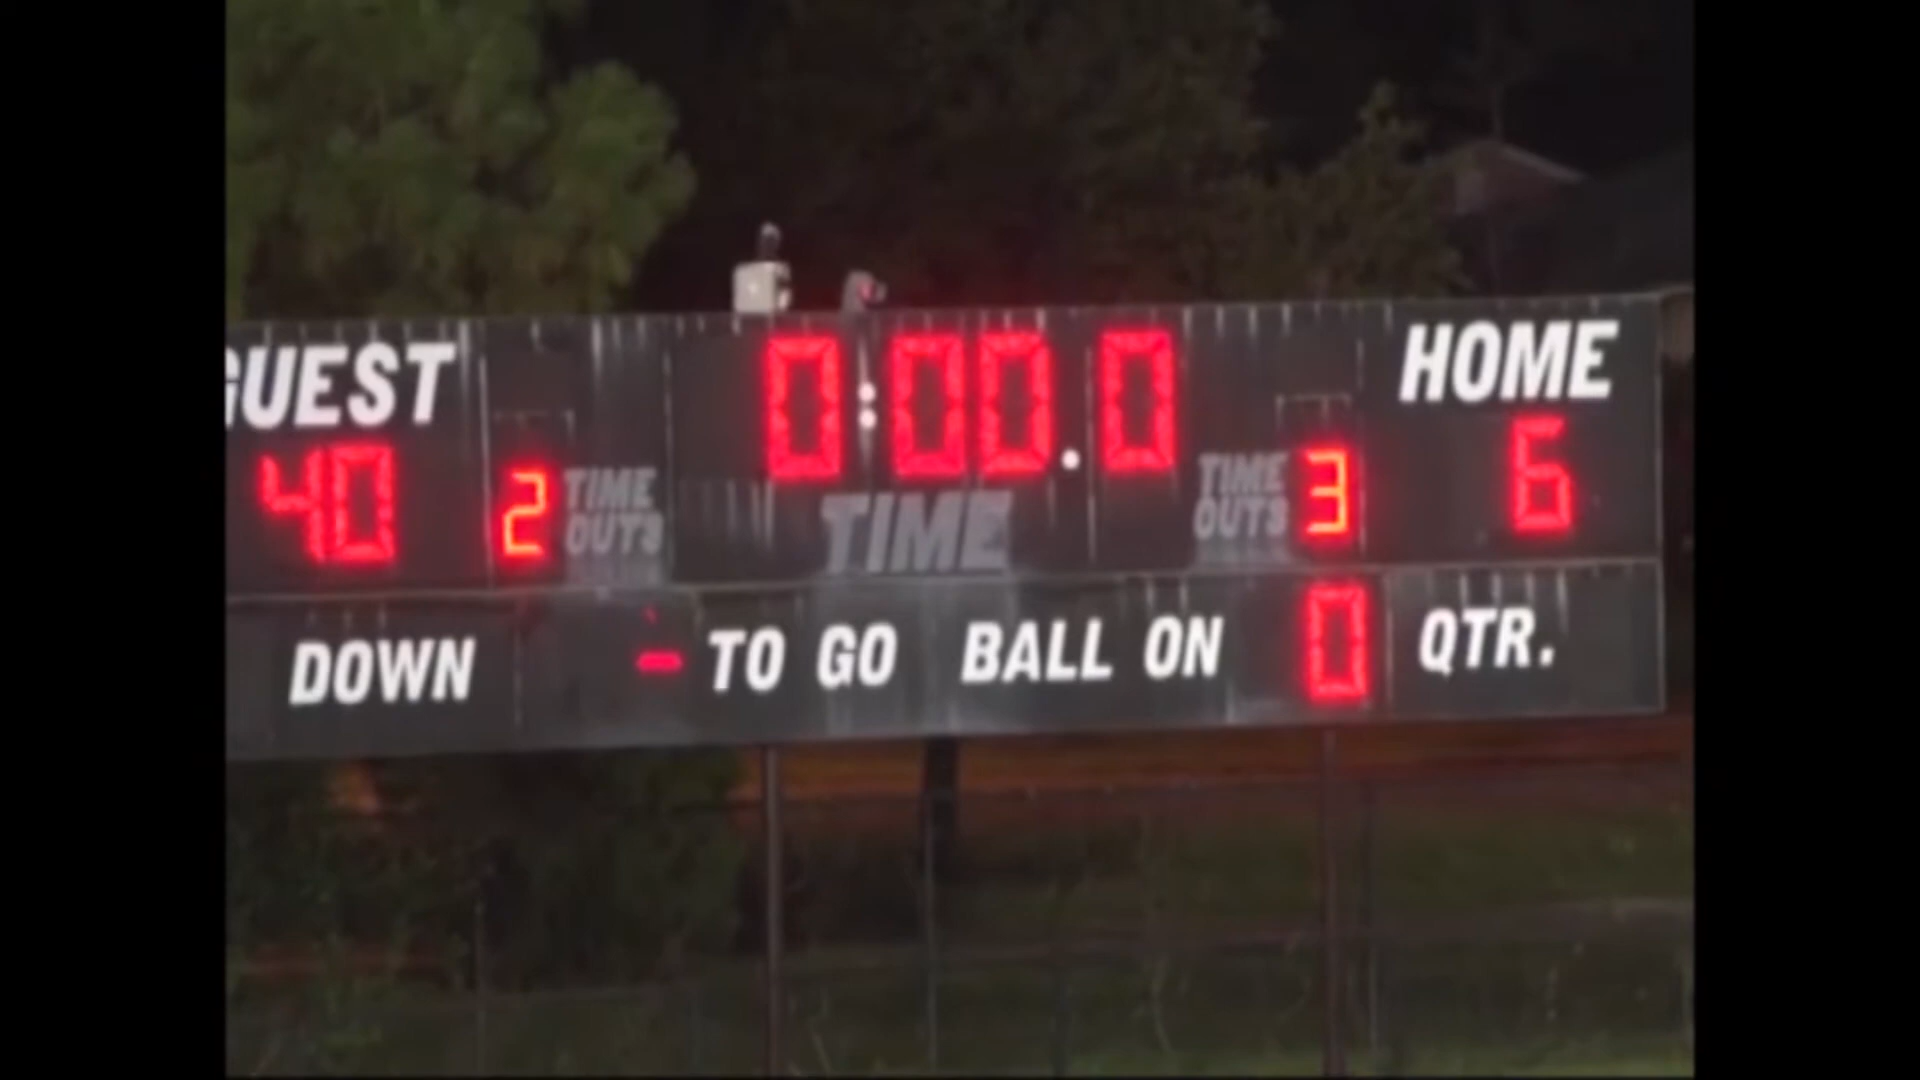 GUEST 0:00.0 HOME
40 2 TIME OUTS TIME TIME OUTS 3 6
DOWN - TO GO BALL ON 0 QTR.